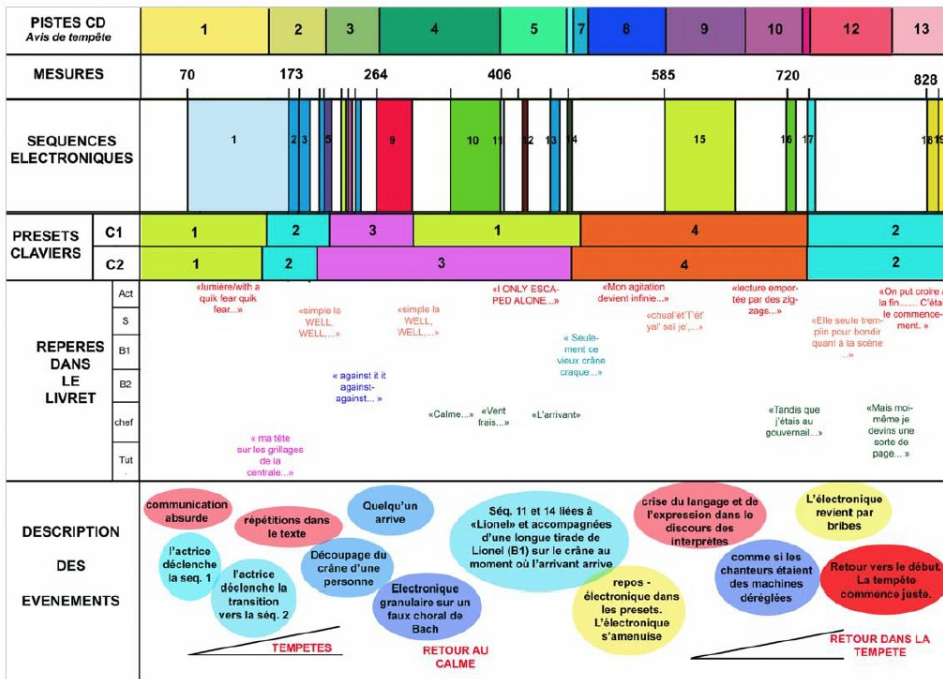 PISTES CD
Avis de tempête
1 2 3 4 5 7 8 9 10 12 13
MESURES
70 173 264 406 585 720 828
SEQUENCES
ELECTRONIQUES
1 2 3 5 9 10 11 12 13 14 15 16 17 18 19
PRESETS
CLAVIERS
C1
1 2 3 1 4 2
C2
1 2 3 4 2
REPERES
DANS
LE
LIVRET
Act
S
B1
B2
chef
Tut
«lumière/with a
quik fear quik
fear...»
«I ONLY ESCA-
PED ALONE...»
«Mon agitation
devient infinie...»
«lecture empor-
tée par des zig-
zags...»
«On put croire à
la fin...... C'éta
le commence-
ment. »
«simple la
WELL,
WELL,...»
«simple la
WELL,
WELL,...»
«chua!'ét'l'ét'
ya!' sel je',...»
«Elle seule trem-
plin pour bondir
quant à la scène
...»
« Seule-
ment ce
vieux crâne
craque...»
« against it it
against-
against... »
«Calme...»
«Vent
frais...»
«L'arrivant»
«Tandis que
j'étais au
gouvernail...»
«Mais moi-
même je
devins une
sorte de
page... »
« ma tête
sur les grillages
de la
centrale...»
DESCRIPTION
DES
EVENEMENTS
communication
absurde
répétitions dans
le texte
Quelqu'un
arrive
Séq. 11 et 14 liées à
«Lionel» et accompagnées
d'une longue tirade de
Lionel (B1) sur le crâne au
moment où l'arrivant arrive
crise du langage et de
l'expression dans le
discours des
interprètes
L'électronique
revient par
bribes
l'actrice
déclenche
la seq. 1
l'actrice
déclenche la
transition
vers la séq. 2
Découpage du
crâne d'une
personne
Electronique
granulaire sur un
faux choral de
Bach
repos -
électronique dans
les presets.
L'électronique
s'amenuise
comme si les
chanteurs étaient
des machines
déréglées
Retour vers le début.
La tempête
commence juste.
TEMPETES
RETOUR AU
CALME
RETOUR DANS LA
TEMPETE